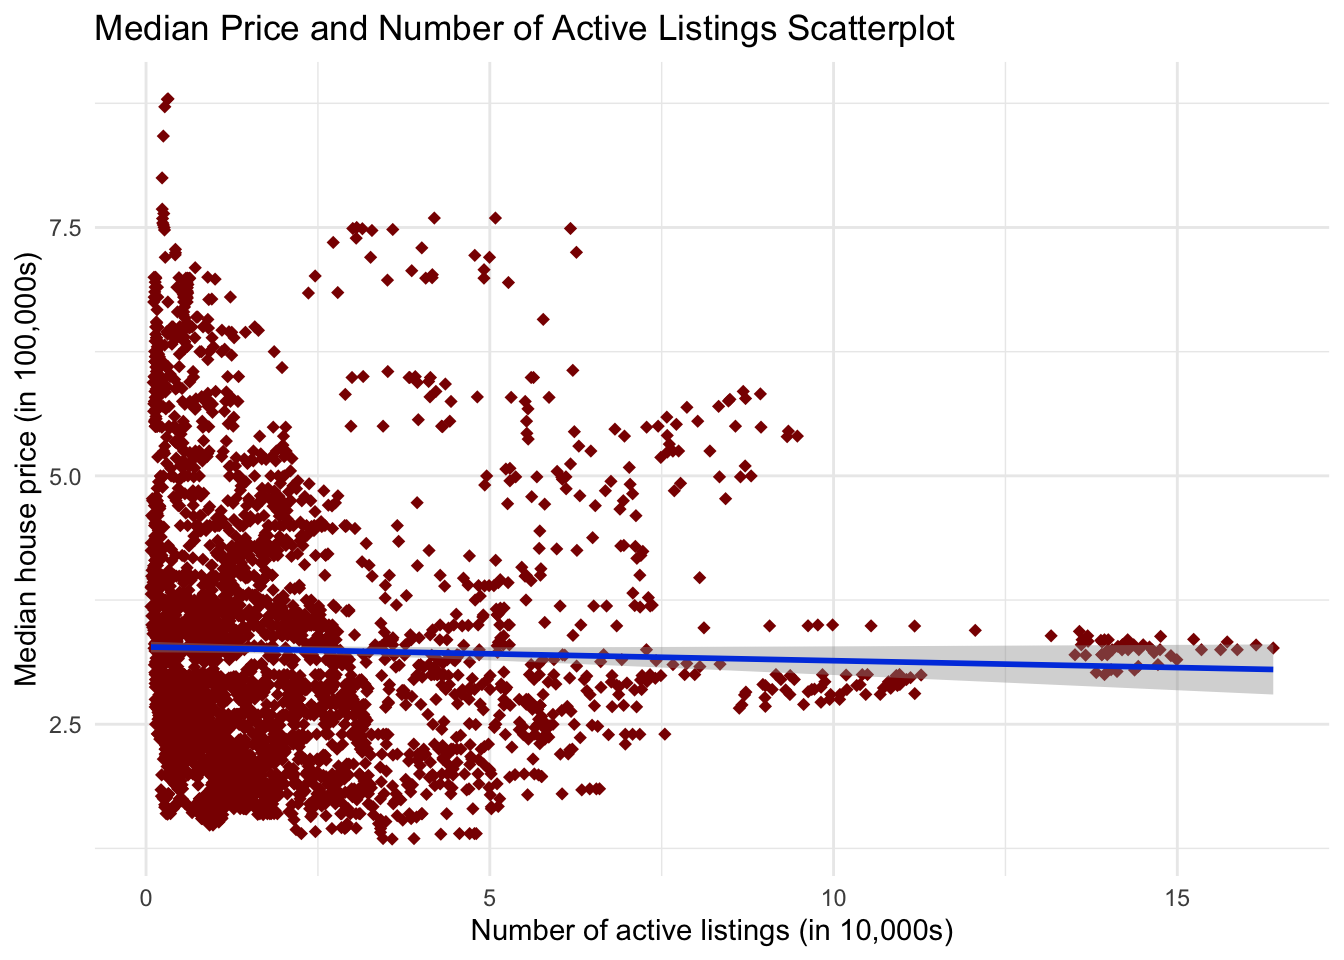 Median Price and Number of Active Listings Scatterplot
Median house price (in 100,000s)
7.5
5.0
2.5
0 5 10 15
Number of active listings (in 10,000s)